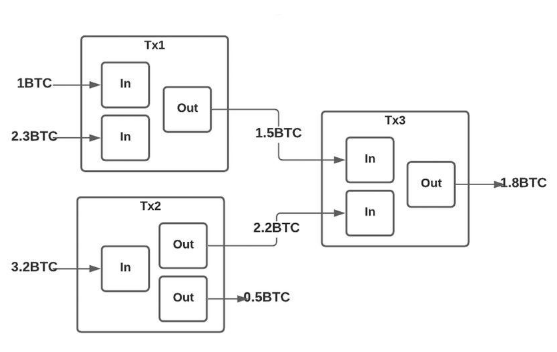 Tx1
1BTC
In
Out
2.3BTC
In
1.5BTC
Tx3
In
Out
1.8BTC
In
Tx2
Out
2.2BTC
3.2BTC
In
Out
0.5BTC